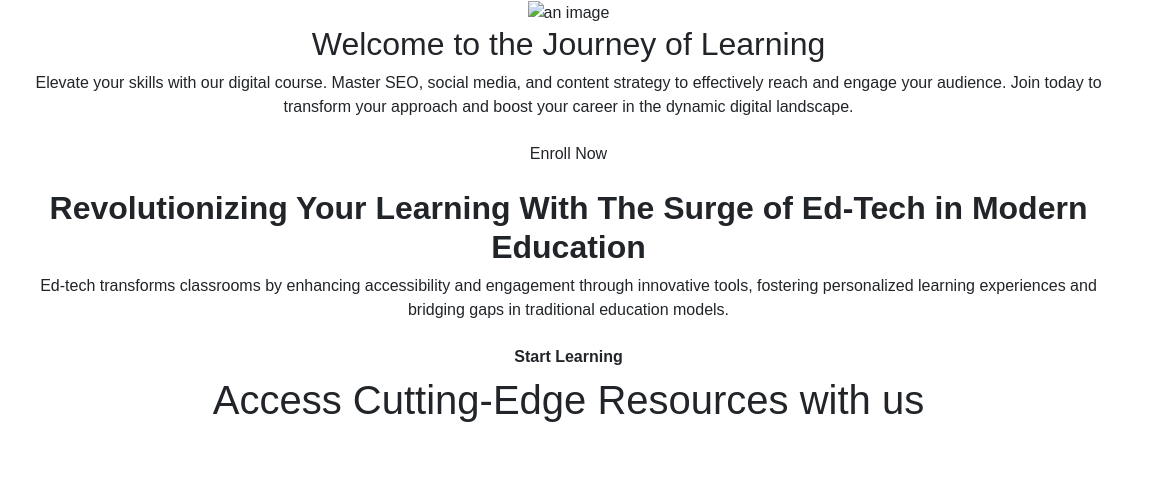 an image
Welcome to the Journey of Learning
Elevate your skills with our digital course. Master SEO, social media, and content strategy to effectively reach and engage your audience. Join today to
transform your approach and boost your career in the dynamic digital landscape.
Enroll Now
Revolutionizing Your Learning With The Surge of Ed-Tech in Modern
Education
Ed-tech transforms classrooms by enhancing accessibility and engagement through innovative tools, fostering personalized learning experiences and
bridging gaps in traditional education models.
Start Learning
Access Cutting-Edge Resources with us